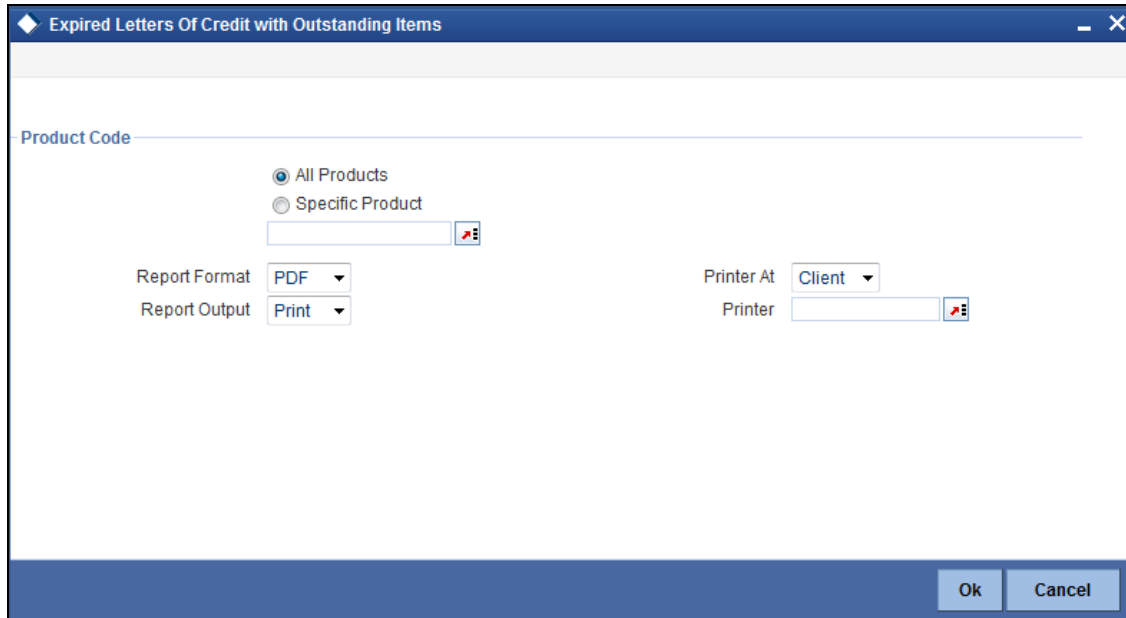 Expired Letters Of Credit with Outstanding Items
Product Code
All Products
Specific Product
Report Format PDF Printer At Client
Report Output Print Printer
Ok Cancel